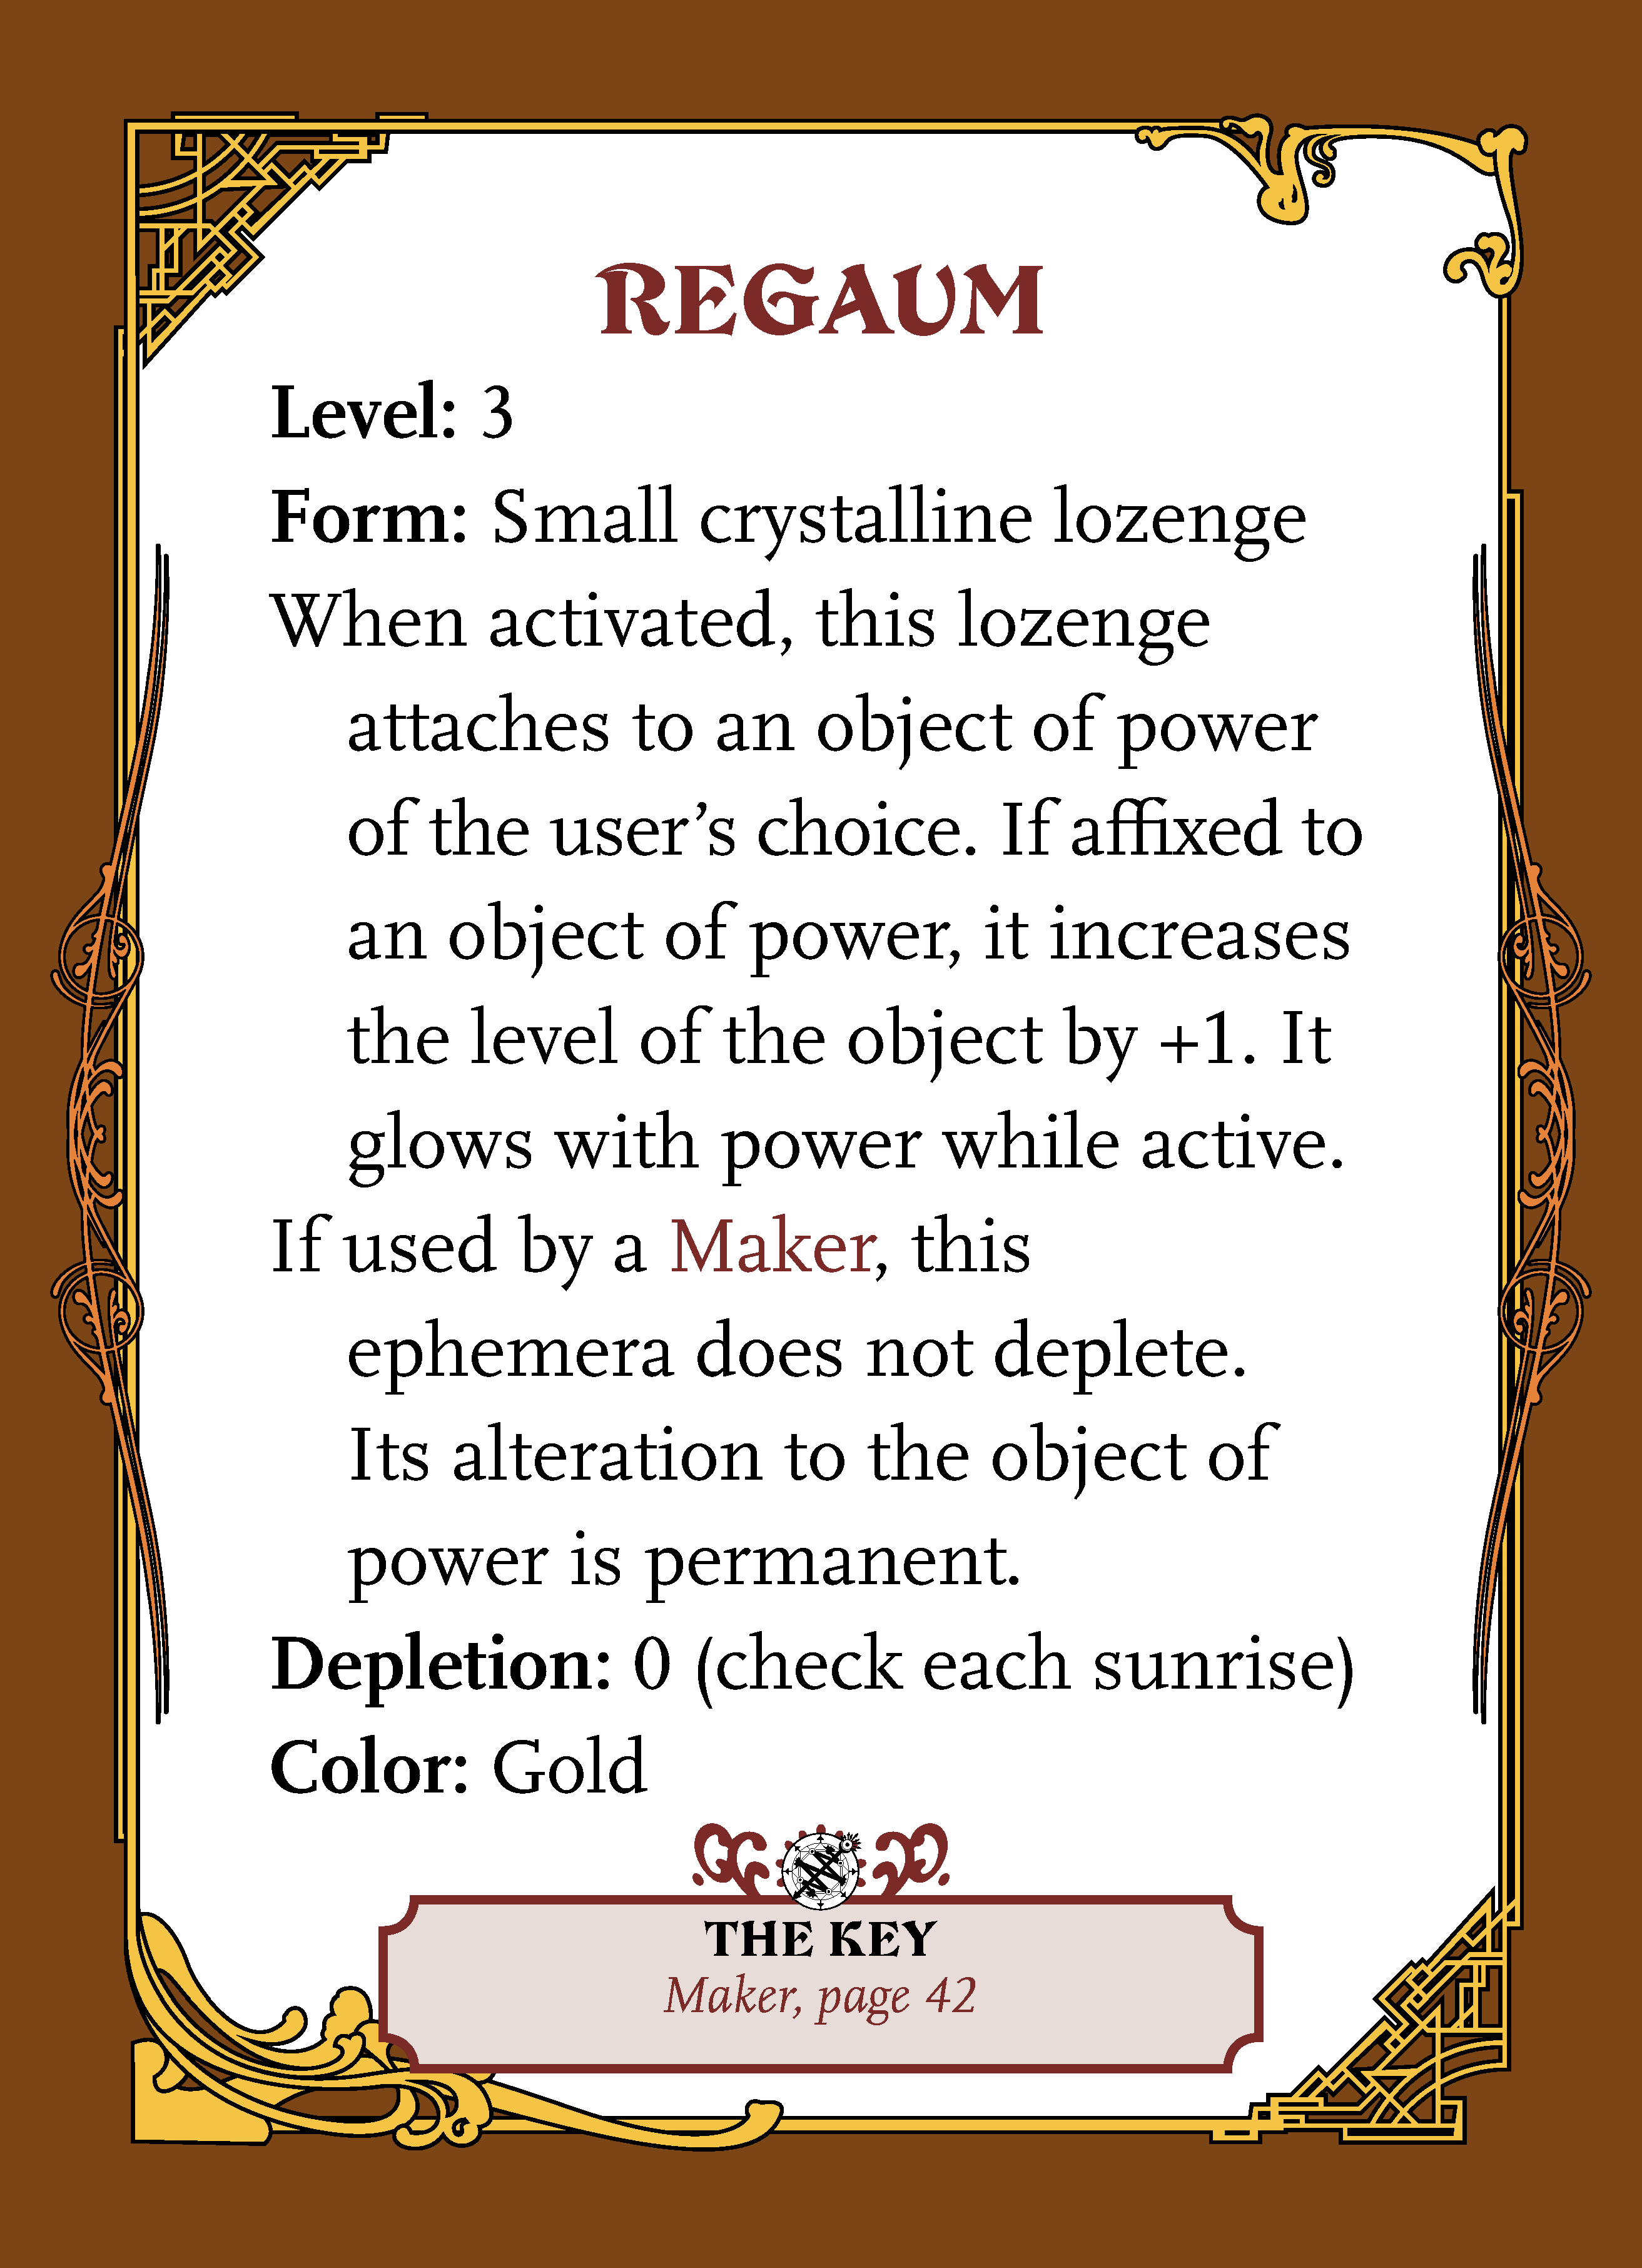 REGAUM
Level: 3
Form: Small crystalline lozenge
When activated, this lozenge
attaches to an object of power
of the user’s choice. If affixed to
an object of power, it increases
the level of the object by +1. It
glows with power while active.
If used by a Maker, this
ephemera does not deplete.
Its alteration to the object of
power is permanent.
Depletion: 0 (check each sunrise)
Color: Gold
THE KEY
Maker, page 42